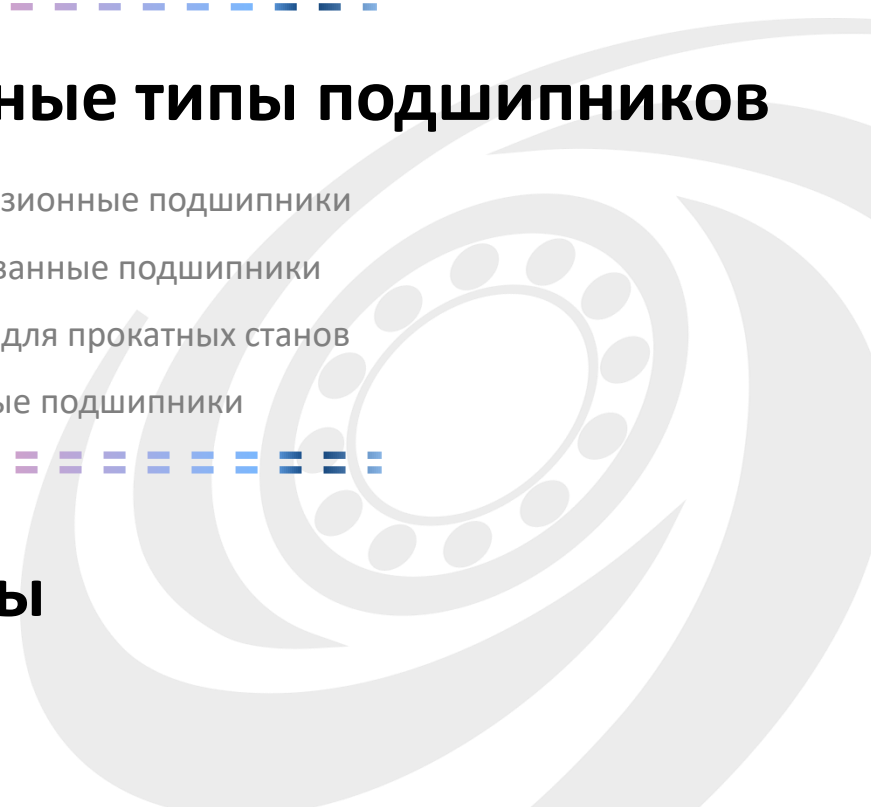 ные типы подшипников
зионные подшипники
ванные подшипники
для прокатных станов
ые подшипники
ы